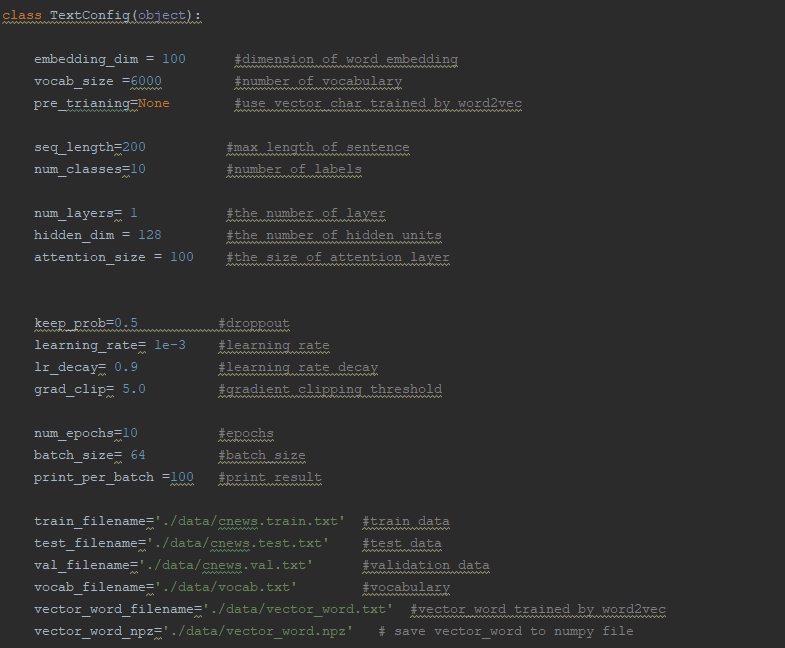 class TextConfig(object):
embedding_dim = 100      #dimension of word embedding
vocab_size =6000         #number of vocabulary
pre_trianing=None        #use vector_char trained by word2vec
seq_length=200          #max length of sentence
num_classes=10          #number of labels
num_layers= 1           #the number of layer
hidden_dim = 128        #the number of hidden units
attention_size = 100    #the size of attention layer
keep_prob=0.5          #droppout
learning_rate= 1e-3    #learning rate
lr_decay= 0.9          #learning rate decay
grad_clip= 5.0         #gradient clipping threshold
num_epochs=10          #epochs
batch_size= 64         #batch_size
print_per_batch =100   #print result
train_filename='./data/cnews.train.txt'  #train data
test_filename='./data/cnews.test.txt'    #test data
val_filename='./data/cnews.val.txt'      #validation data
vocab_filename='./data/vocab.txt'        #vocabulary
vector_word_filename='./data/vector_word.txt'  #vector_word trained by word2vec
vector_word_npz='./data/vector_word.npz'   # save vector_word to numpy file